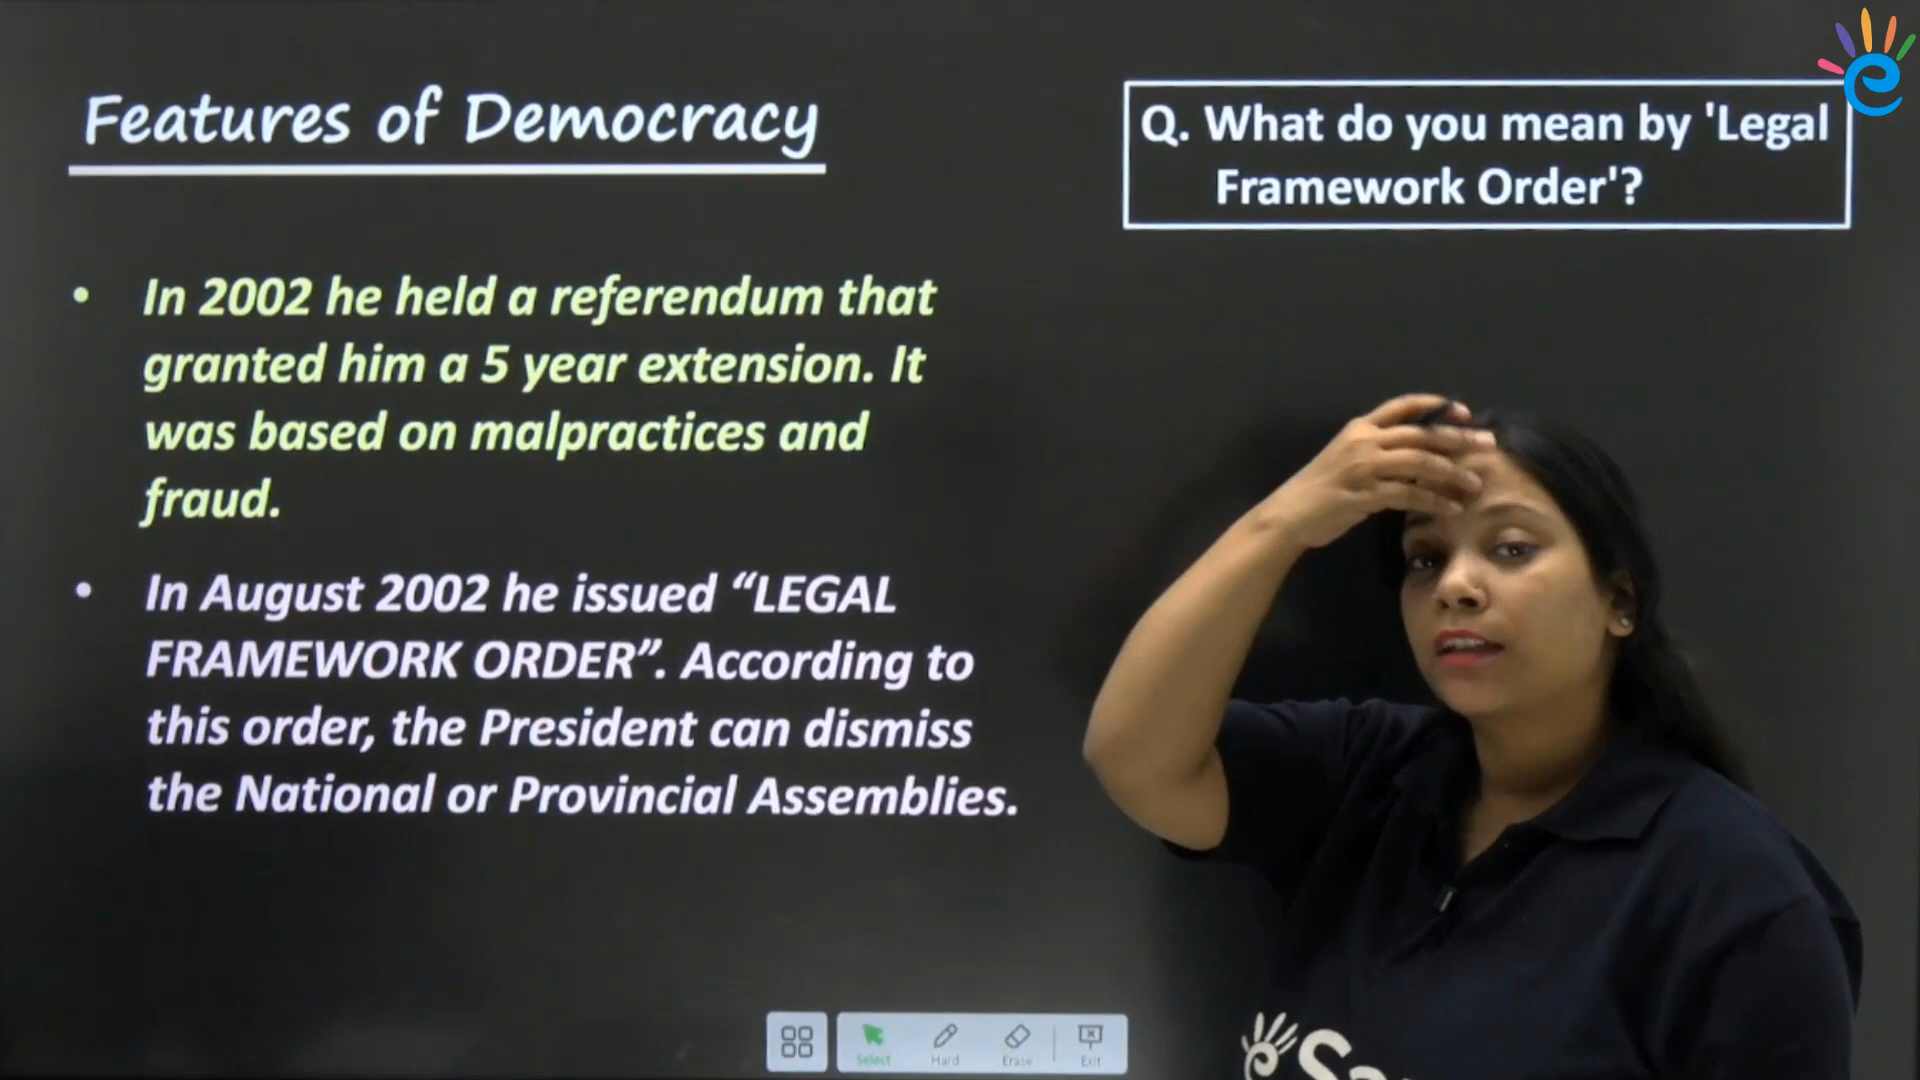 Features of Democracy
Q. What do you mean by 'Legal
Framework Order'?
• In 2002 he held a referendum that
granted him a 5 year extension. It
was based on malpractices and
fraud.
• In August 2002 he issued “LEGAL
FRAMEWORK ORDER”. According to
this order, the President can dismiss
the National or Provincial Assemblies.
Select Hard Erase Exit